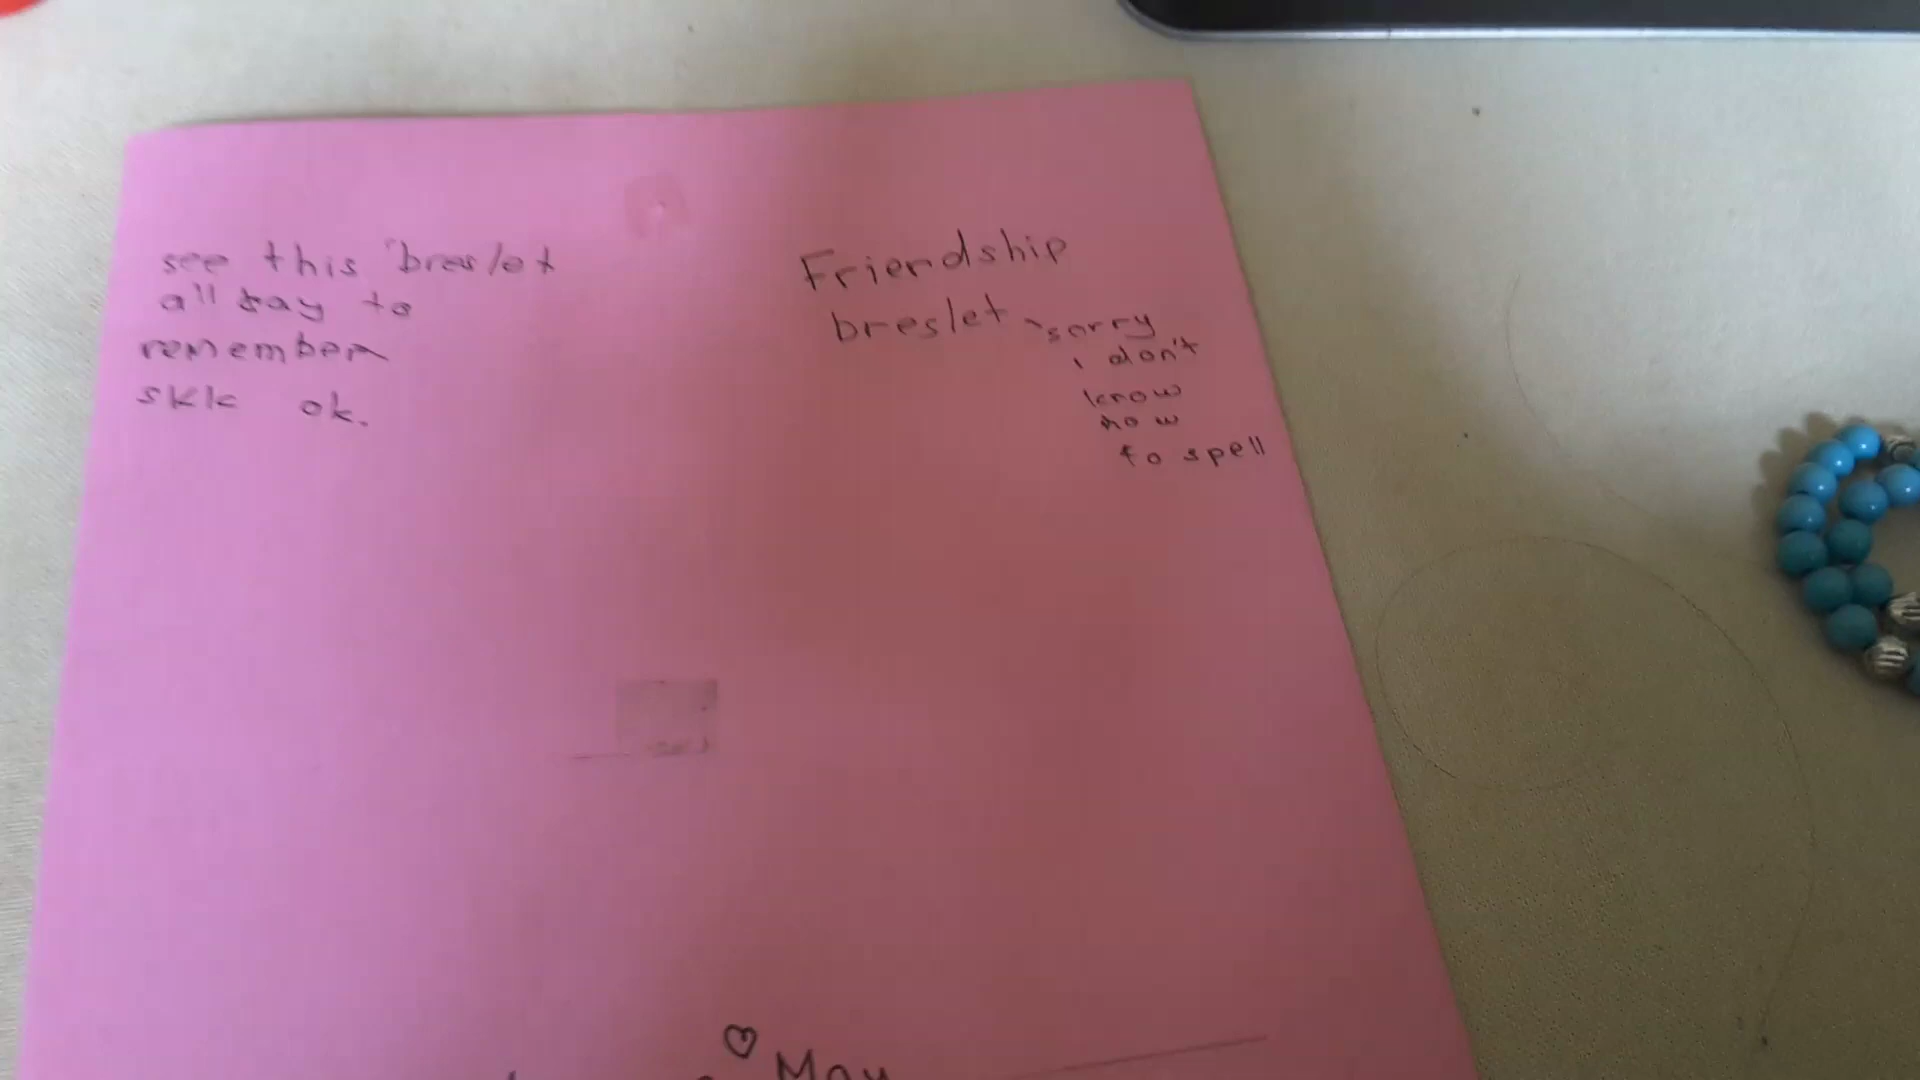 see this breslet
all day to
remember
skk ok.
Friendship
breslet sorry
i don't
know
how
to spell
May